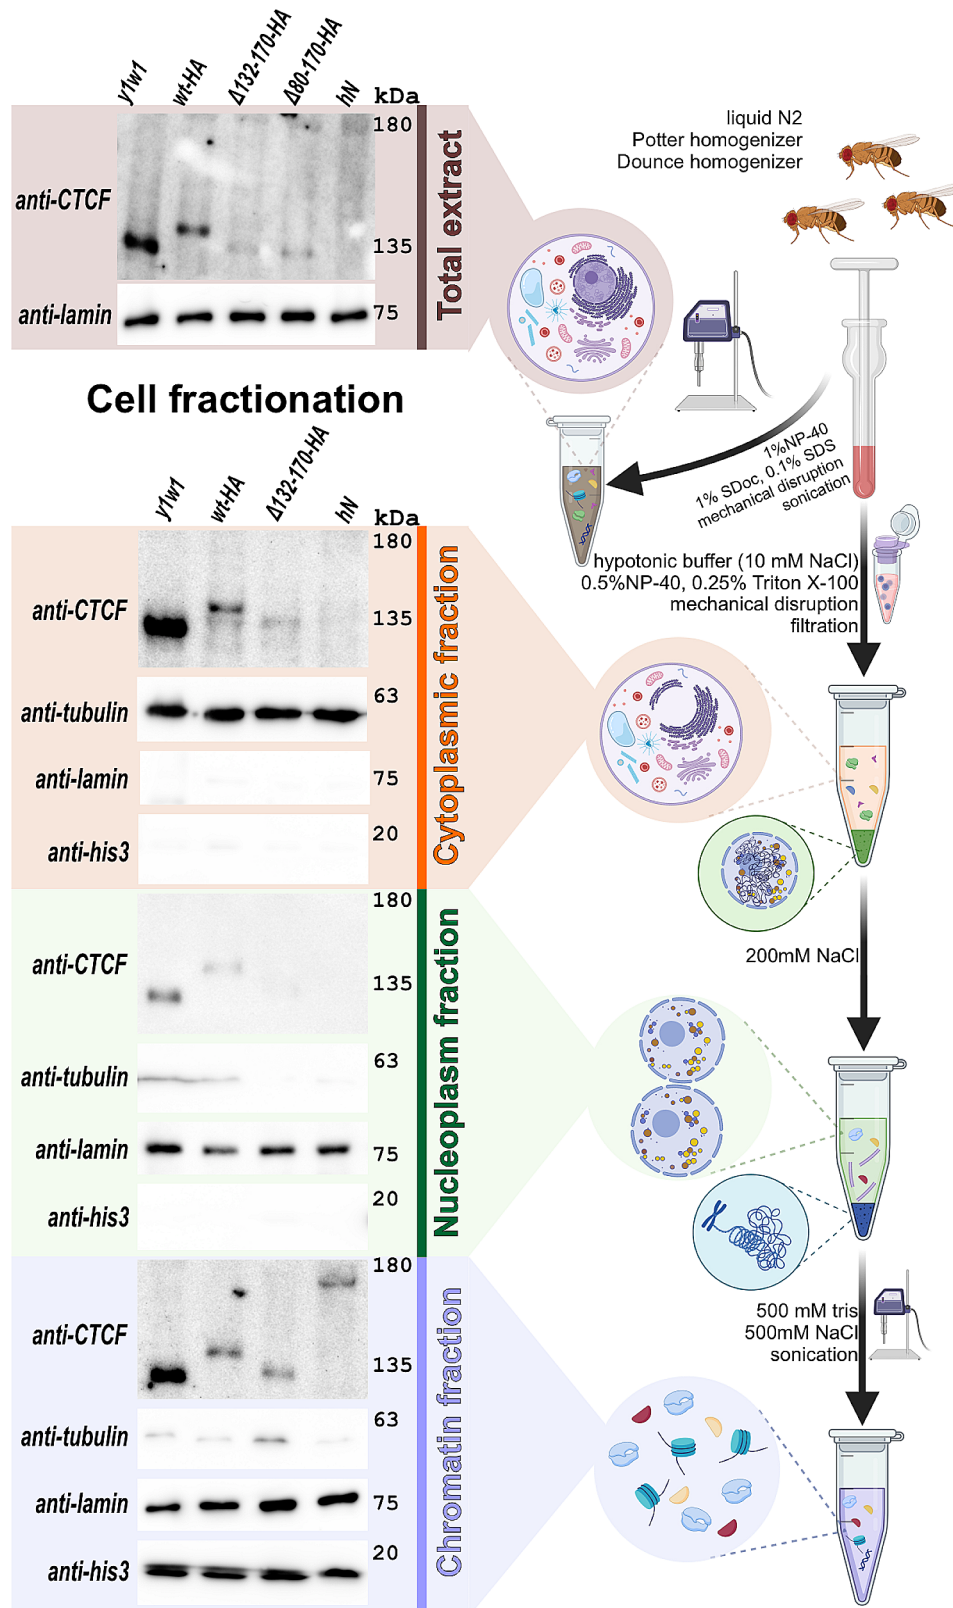 y1w1
wt-HA
Δ132-170-HA
Δ80-170-HA
hN
kDa
180
anti-CTCF
135
anti-lamin
75
Total extract
liquid N2
Potter homogenizer
Dounce homogenizer
1%NP-40
1% SDoc, 0.1% SDS
mechanical disruption
sonication
Cell fractionation
y1w1
wt-HA
Δ132-170-HA
hN
kDa
180
anti-CTCF
135
63
anti-tubulin
anti-lamin
75
20
anti-his3
Cytoplasmic fraction
hypotonic buffer (10 mM NaCl)
0.5%NP-40, 0.25% Triton X-100
mechanical disruption
filtration
180
anti-CTCF
135
63
anti-tubulin
anti-lamin
75
20
anti-his3
Nucleoplasm fraction
200mM NaCl
180
anti-CTCF
135
63
anti-tubulin
anti-lamin
75
20
anti-his3
Chromatin fraction
500 mM tris
500mM NaCl
sonication